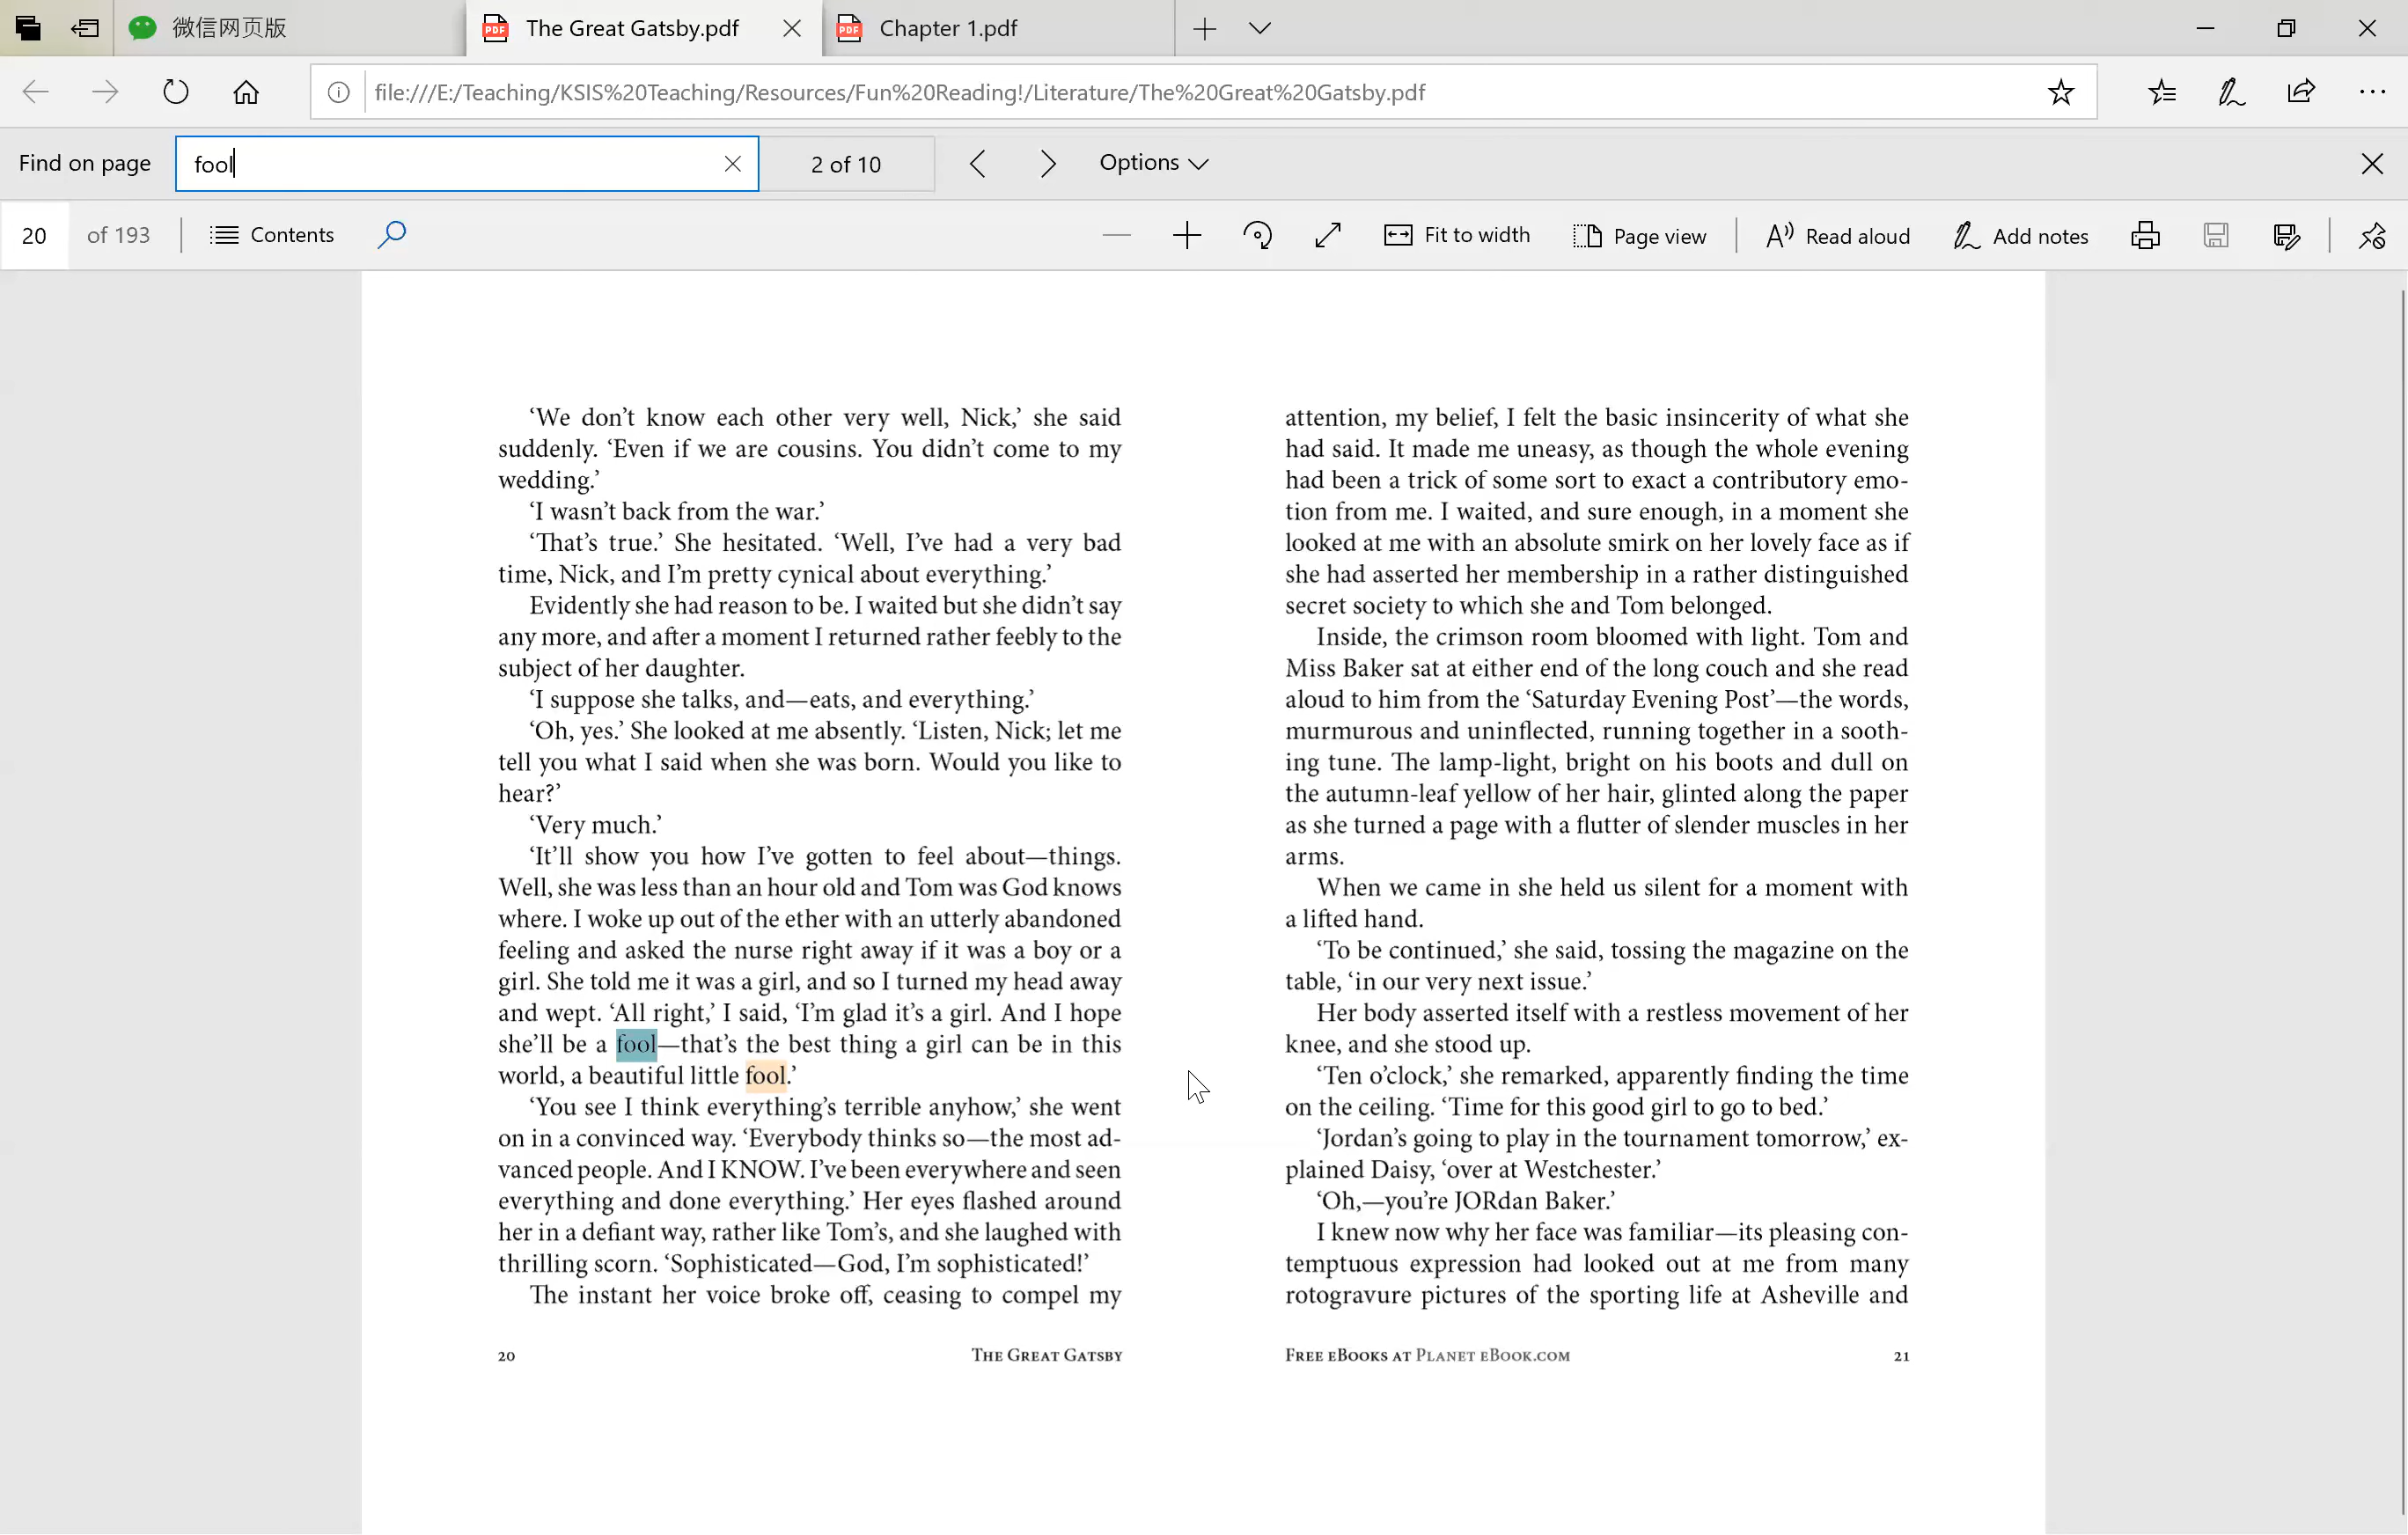 微信网页版
The Great Gatsby.pdf
Chapter 1.pdf
file:///E:/Teaching/KSIS%20Teaching/Resources/Fun%20Reading!/Literature/The%20Great%20Gatsby.pdf
Find on page
fool
2 of 10
Options
20
of 193
Contents
Fit to width
Page view
Read aloud
Add notes
‘We don’t know each other very well, Nick,’ she said
suddenly. ‘Even if we are cousins. You didn’t come to my
wedding.’
‘I wasn’t back from the war.’
‘That’s true.’ She hesitated. ‘Well, I’ve had a very bad
time, Nick, and I’m pretty cynical about everything.’
Evidently she had reason to be. I waited but she didn’t say
any more, and after a moment I returned rather feebly to the
subject of her daughter.
‘I suppose she talks, and—eats, and everything.’
‘Oh, yes.’ She looked at me absently. ‘Listen, Nick; let me
tell you what I said when she was born. Would you like to
hear?’
‘Very much.’
‘It’ll show you how I’ve gotten to feel about—things.
Well, she was less than an hour old and Tom was God knows
where. I woke up out of the ether with an utterly abandoned
feeling and asked the nurse right away if it was a boy or a
girl. She told me it was a girl, and so I turned my head away
and wept. ‘All right,’ I said, ‘I’m glad it’s a girl. And I hope
she’ll be a fool—that’s the best thing a girl can be in this
world, a beautiful little fool.’
‘You see I think everything’s terrible anyhow,’ she went
on in a convinced way. ‘Everybody thinks so—the most ad-
vanced people. And I KNOW. I’ve been everywhere and seen
everything and done everything.’ Her eyes flashed around
her in a defiant way, rather like Tom’s, and she laughed with
thrilling scorn. ‘Sophisticated—God, I’m sophisticated!’
The instant her voice broke off, ceasing to compel my
20
The Great Gatsby
attention, my belief, I felt the basic insincerity of what she
had said. It made me uneasy, as though the whole evening
had been a trick of some sort to exact a contributory emo-
tion from me. I waited, and sure enough, in a moment she
looked at me with an absolute smirk on her lovely face as if
she had asserted her membership in a rather distinguished
secret society to which she and Tom belonged.
Inside, the crimson room bloomed with light. Tom and
Miss Baker sat at either end of the long couch and she read
aloud to him from the ‘Saturday Evening Post’—the words,
murmurous and uninflected, running together in a sooth-
ing tune. The lamp-light, bright on his boots and dull on
the autumn-leaf yellow of her hair, glinted along the paper
as she turned a page with a flutter of slender muscles in her
arms.
When we came in she held us silent for a moment with
a lifted hand.
‘To be continued,’ she said, tossing the magazine on the
table, ‘in our very next issue.’
Her body asserted itself with a restless movement of her
knee, and she stood up.
‘Ten o’clock,’ she remarked, apparently finding the time
on the ceiling. ‘Time for this good girl to go to bed.’
‘Jordan’s going to play in the tournament tomorrow,’ ex-
plained Daisy, ‘over at Westchester.’
‘Oh,—you’re JORdan Baker.’
I knew now why her face was familiar—its pleasing con-
temptuous expression had looked out at me from many
rotogravure pictures of the sporting life at Asheville and
Free eBooks at Planet eBook.com
21